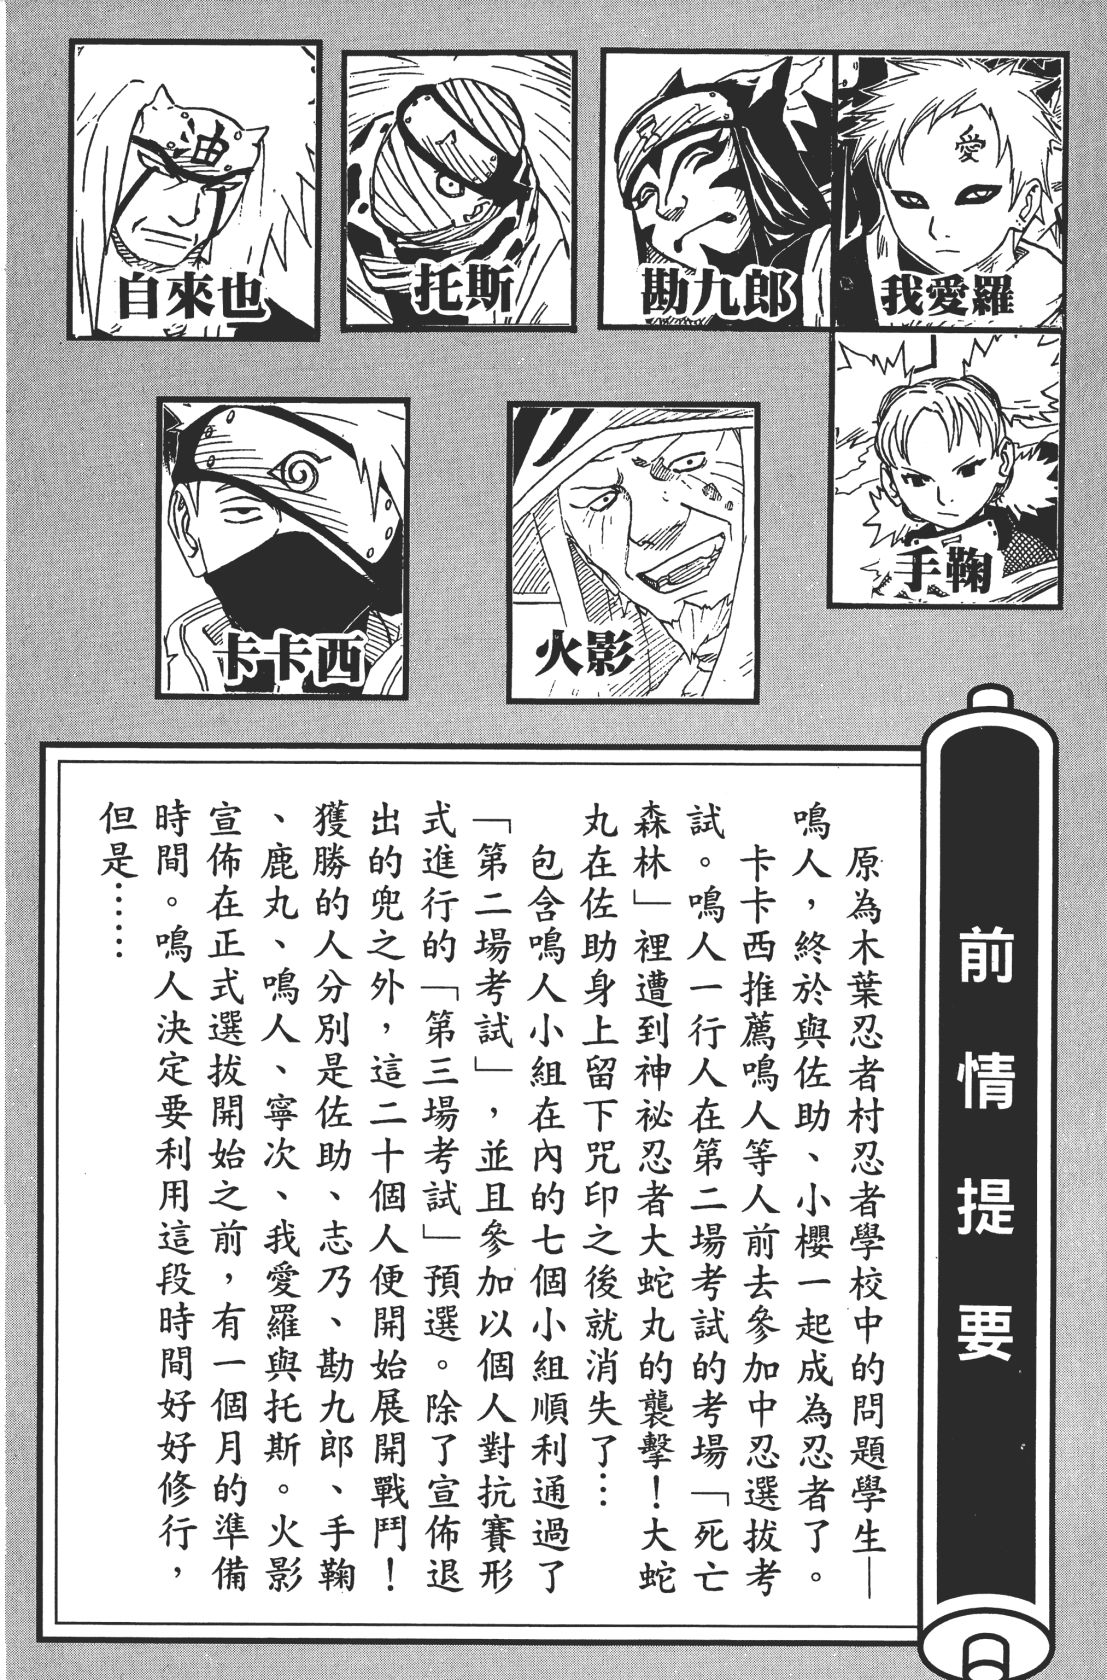 我愛羅
勘九郎
托斯
自來也
手鞠
火影
卡卡西
愛
油
前情提要
原為木葉忍者村忍者學校中的問題學生—
鳴人，終於與佐助、小櫻一起成為忍者了。
卡卡西推薦鳴人等人前去參加中忍選拔考
試。鳴人一行人在第二場考試的考場「死亡
森林」裡遭到神祕忍者大蛇丸的襲擊！大蛇
丸在佐助身上留下咒印之後就消失了…
包含鳴人小組在內的七個小組順利通過了
「第二場考試」，並且參加以個人對抗賽形
式進行的「第三場考試」預選。除了宣佈退
出的兜之外，這二十個人便開始展開戰鬥！
獲勝的人分別是佐助、志乃、勘九郎、手鞠
、鹿丸、鳴人、寧次、我愛羅與托斯。火影
宣佈在正式選拔開始之前，有一個月的準備
時間。鳴人決定要利用這段時間好好修行，
但是……